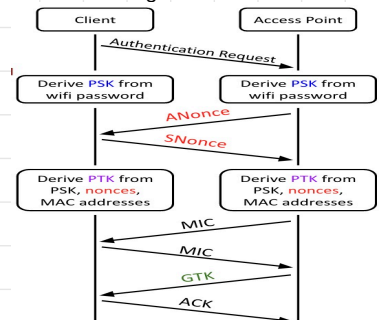 Client
Access Point
Authentication Request
Derive PSK from
wifi password
Derive PSK from
wifi password
ANonce
SNonce
Derive PTK from
PSK, nonces,
MAC addresses
Derive PTK from
PSK, nonces,
MAC addresses
MIC
MIC
GTK
ACK